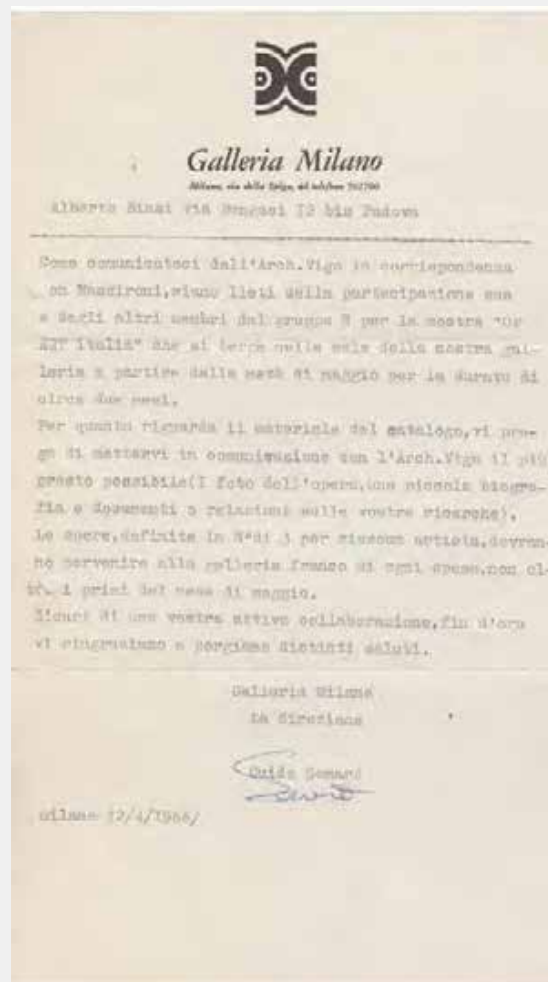 Galleria Milano
Milano, via della Spiga, 46 telefono
Alberto Biasi via 12 bis Padova
Come comunicatoci dall'Arch.Vigo in corrispondenza
on siamo lieti della partecipazione sua
e degli altri membri del gruppo N per la mostra "Op
ART Italia" che si terrà nelle sale della nostra gal-
leria a partire dalla metà di maggio per la durata di
circa due mesi.
Per quanto riguarda il materiale del catalogo,vi pre-
go di mettervi in comunicazione con l'Arch.Vigo il più
presto possibile(I foto dell'opera,una piccola biogra-
fia e documenti o relazioni sulle vostre ricerche).
Le opere,definite in N°di 3 per ciascun artista,dovran-
no pervenire alla galleria franco di ogni spesa,non ol-
tre i primi del mese di maggio.
Sicuri di una vostra attiva collaborazione,fin d'ora
vi ringraziamo e porgiamo distinti saluti.
Galleria Milano
La direzione
Guido
Milano 12/4/1966/